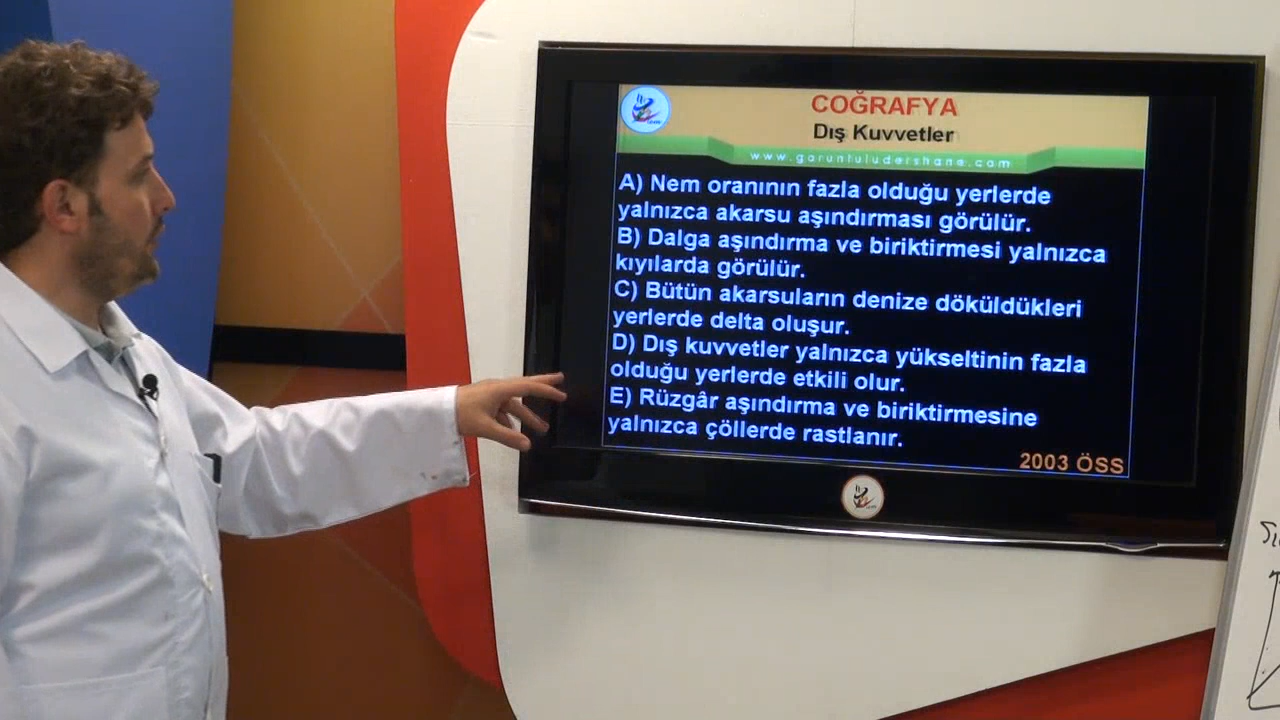 COĞRAFYA
Dış Kuvvetler
www.goruntuludershane.com
A) Nem oranının fazla olduğu yerlerde
yalnızca akarsu aşındırması görülür.
B) Dalga aşındırma ve biriktirmesi yalnızca
kıyılarda görülür.
C) Bütün akarsuların denize döküldükleri
yerlerde delta oluşur.
D) Dış kuvvetler yalnızca yükseltinin fazla
olduğu yerlerde etkili olur.
E) Rüzgâr aşındırma ve biriktirmesine
yalnızca çöllerde rastlanır.
2003 ÖSS